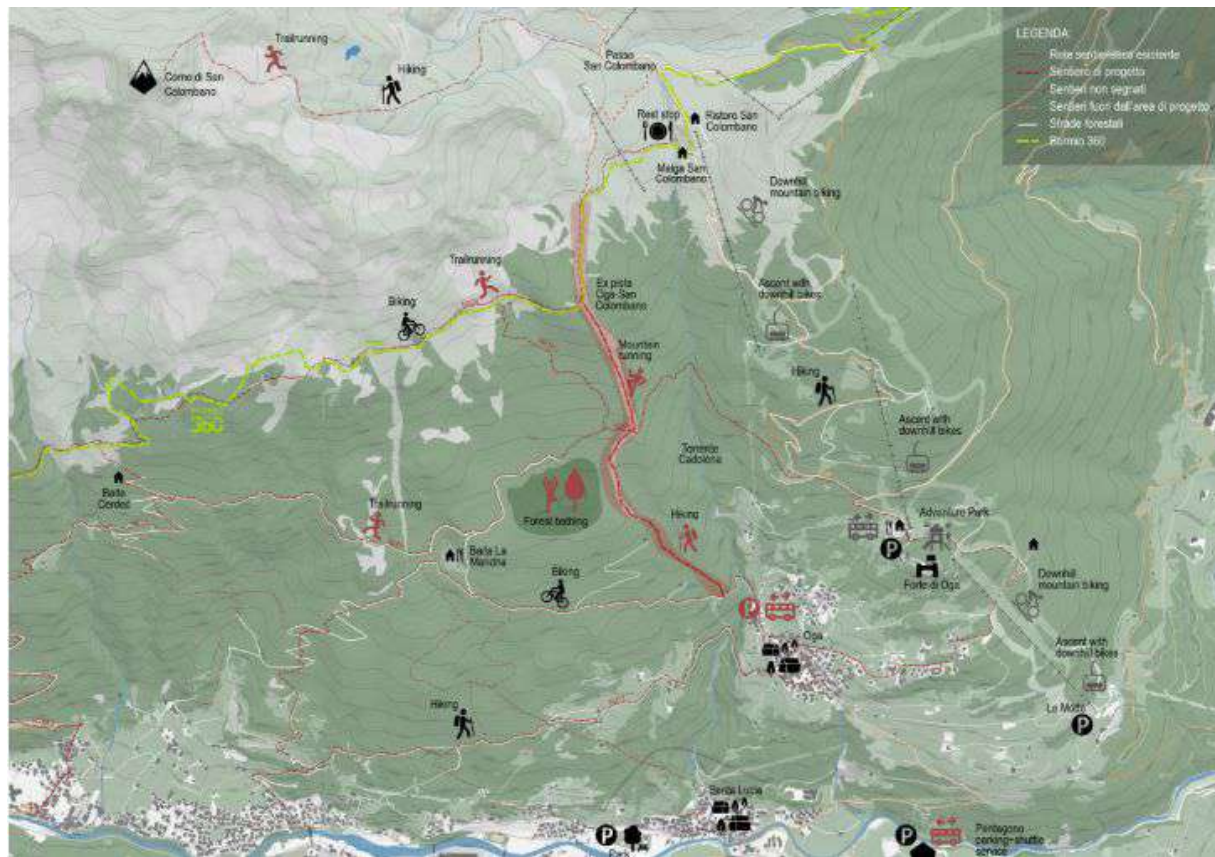 LEGENDA:
Rete sentieristica esistente
Sentiero di progetto
Sentieri non segnati
Sentieri fuori dall'area di progetto
Strade forestali
Bormio 360
Trailrunning
Corno di San
Colombano
Hiking
Passo
San Colombano
Rest stop
Ristoro San
Colombano
Malga San
Colombano
Downhill
mountain biking
Trailrunning
Biking
Ex pista
Oga-San
Colombano
Ascent with
downhill bikes
Mountain
running
Hiking
360
Ascent with
downhill bikes
Torrente
Cadolena
Baita
Trailrunning
Forest bathing
Hiking
Adventure Park
P
Baita La
Biking
Forte di Oga
Downhill
mountain biking
P
Oga
Ascent with
downhill bikes
Hiking
Le Motte
P
Santa Lucia
P
P
Pentagono
parking+shuttle
service